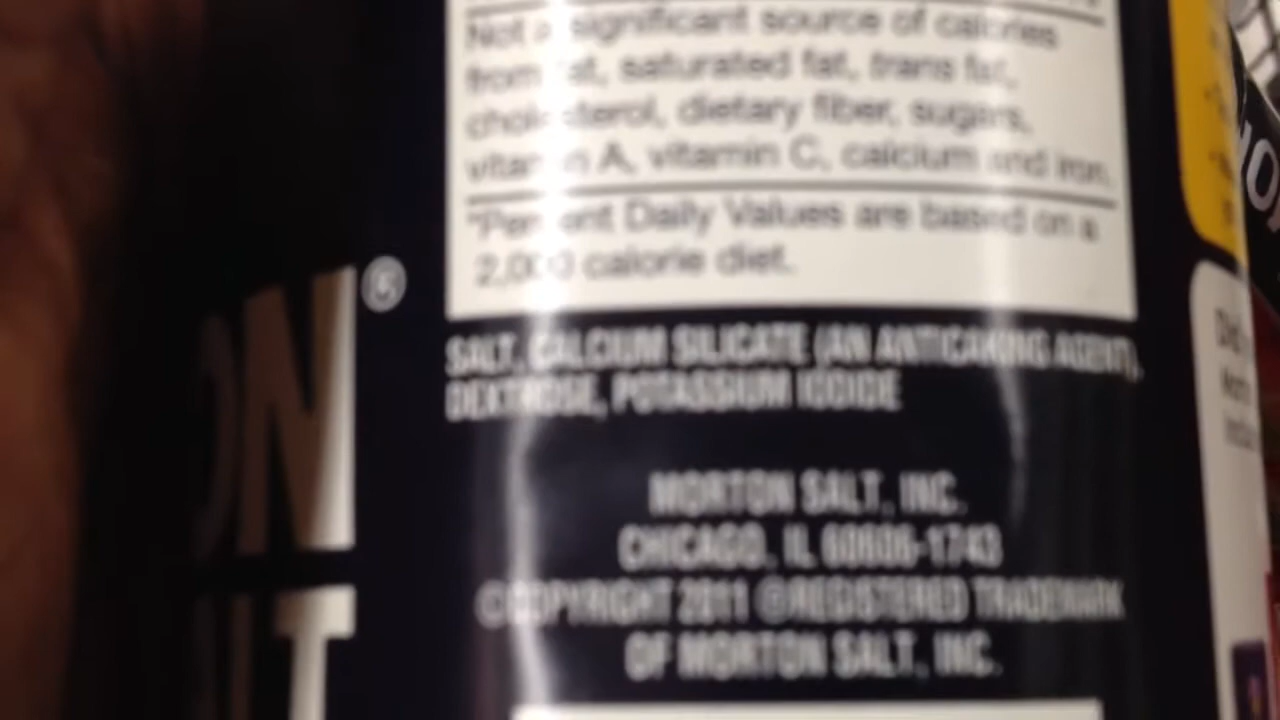 Not a significant source of calories
from fat, saturated fat, trans fat,
cholesterol, dietary fiber, sugars,
vitamin A, vitamin C, calcium and iron.
*Percent Daily Values are based on a
2,000 calorie diet.
SALT, CALCIUM SILICATE (AN ANTICAKING AGENT),
DEXTROSE, POTASSIUM IODIDE
MORTON SALT, INC.
CHICAGO, IL 60606-1743
©COPYRIGHT 2011 ®REGISTERED TRADEMARK
OF MORTON SALT, INC.
ON®
LT